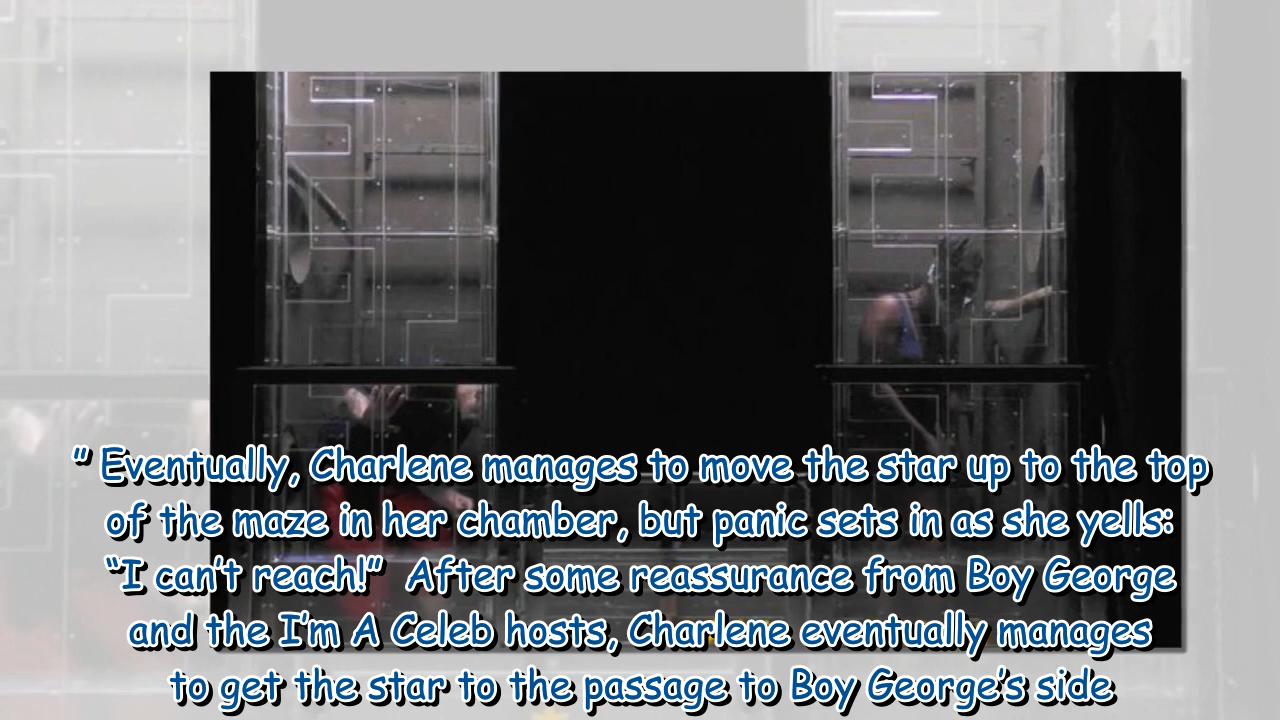 ” Eventually, Charlene manages to move the star up to the top
of the maze in her chamber, but panic sets in as she yells:
“I can’t reach!”  After some reassurance from Boy George
and the I’m A Celeb hosts, Charlene eventually manages
to get the star to the passage to Boy George’s side